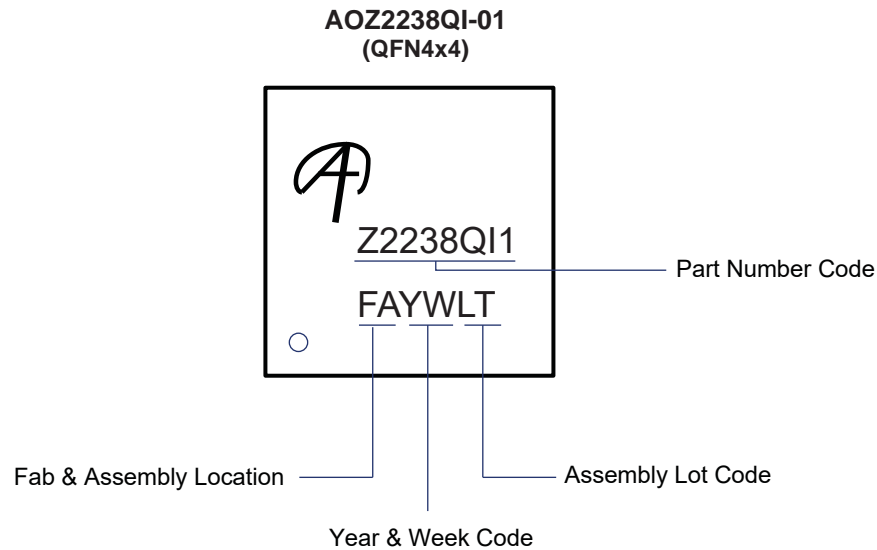 AOZ2238QI-01
(QFN4x4)
Z2238QI1
Part Number Code
FAYWLT
Fab & Assembly Location
Assembly Lot Code
Year & Week Code